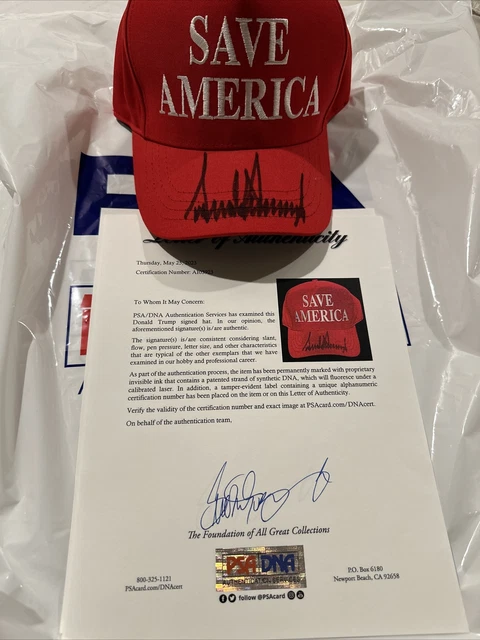 SAVE
AMERICA
Authenticity
Thursday, May 25,
Certification Number:
To Whom It May Concern:
PSA/DNA Authentication Services has examined this
Donald Trump signed hat. In our opinion, the
aforementioned signature(s) is/are authentic.
The signature(s) is/are consistent considering slant,
flow, pen pressure, letter size, and other characteristics
that are typical of the other exemplars that we have
examined in our hobby and professional career.
SAVE
AMERICA
As part of the authentication process, the item has been permanently marked with proprietary
invisible ink that contains a patented strand of synthetic DNA, which will fluoresce under a
calibrated laser. In addition, a tamper-evident label containing a unique alphanumeric
certification number has been placed on the item or on this Letter of Authenticity.
Verify the validity of the certification number and exact image at PSAcard.com/DNAcert.
On behalf of the authentication team,
The Foundation of All Great Collections
PSA DNA
AUTHENTICATION SERVICES
800-325-1121
PSAcard.com/DNAcert
P.O. Box 6180
Newport Beach, CA 92658
follow @PSAcard